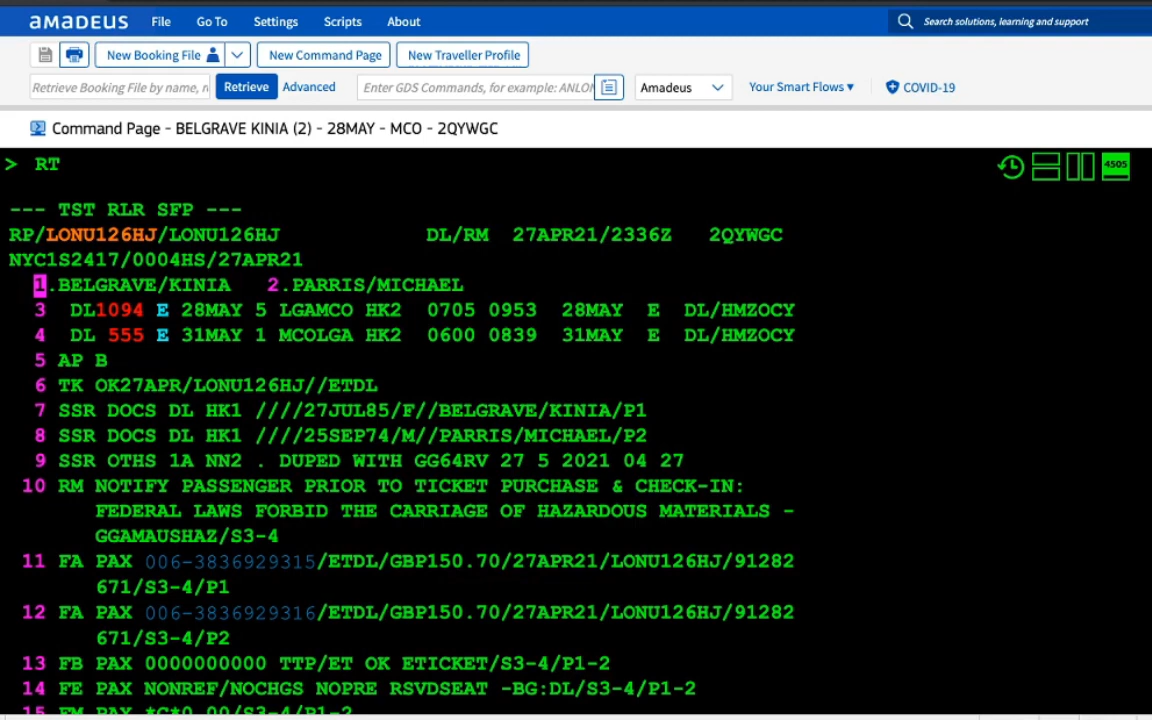 aMaDEUS File Go To Settings Scripts About Search solutions, learning and support
New Booking File New Command Page New Traveller Profile
Retrieve Booking File by name, r Retrieve Advanced Enter GDS Commands, for example: ANLON Amadeus Your Smart Flows COVID-19
Command Page - BELGRAVE KINIA (2) - 28MAY - MCO - 2QYWGC
> RT 4505
--- TST RLR SFP ---
RP/LONU126HJ/LONU126HJ DL/RM 27APR21/2336Z 2QYWGC
NYC1S2417/0004HS/27APR21
1.BELGRAVE/KINIA 2.PARRIS/MICHAEL
3 DL1094 E 28MAY 5 LGAMCO HK2 0705 0953 28MAY E DL/HMZOCY
4 DL 555 E 31MAY 1 MCOLGA HK2 0600 0839 31MAY E DL/HMZOCY
5 AP B
6 TK OK27APR/LONU126HJ//ETDL
7 SSR DOCS DL HK1 ////27JUL85/F//BELGRAVE/KINIA/P1
8 SSR DOCS DL HK1 ////25SEP74/M//PARRIS/MICHAEL/P2
9 SSR OTHS 1A NN2 . DUPED WITH GG64RV 27 5 2021 04 27
10 RM NOTIFY PASSENGER PRIOR TO TICKET PURCHASE & CHECK-IN:
FEDERAL LAWS FORBID THE CARRIAGE OF HAZARDOUS MATERIALS -
GGAMAUSHAZ/S3-4
11 FA PAX 006-3836929315/ETDL/GBP150.70/27APR21/LONU126HJ/91282
671/S3-4/P1
12 FA PAX 006-3836929316/ETDL/GBP150.70/27APR21/LONU126HJ/91282
671/S3-4/P2
13 FB PAX 0000000000 TTP/ET OK ETICKET/S3-4/P1-2
14 FE PAX NONREF/NOCHGS NOPRE RSVDSEAT -BG:DL/S3-4/P1-2
15 FM PAX *C*0.00/S3-4/P1-2